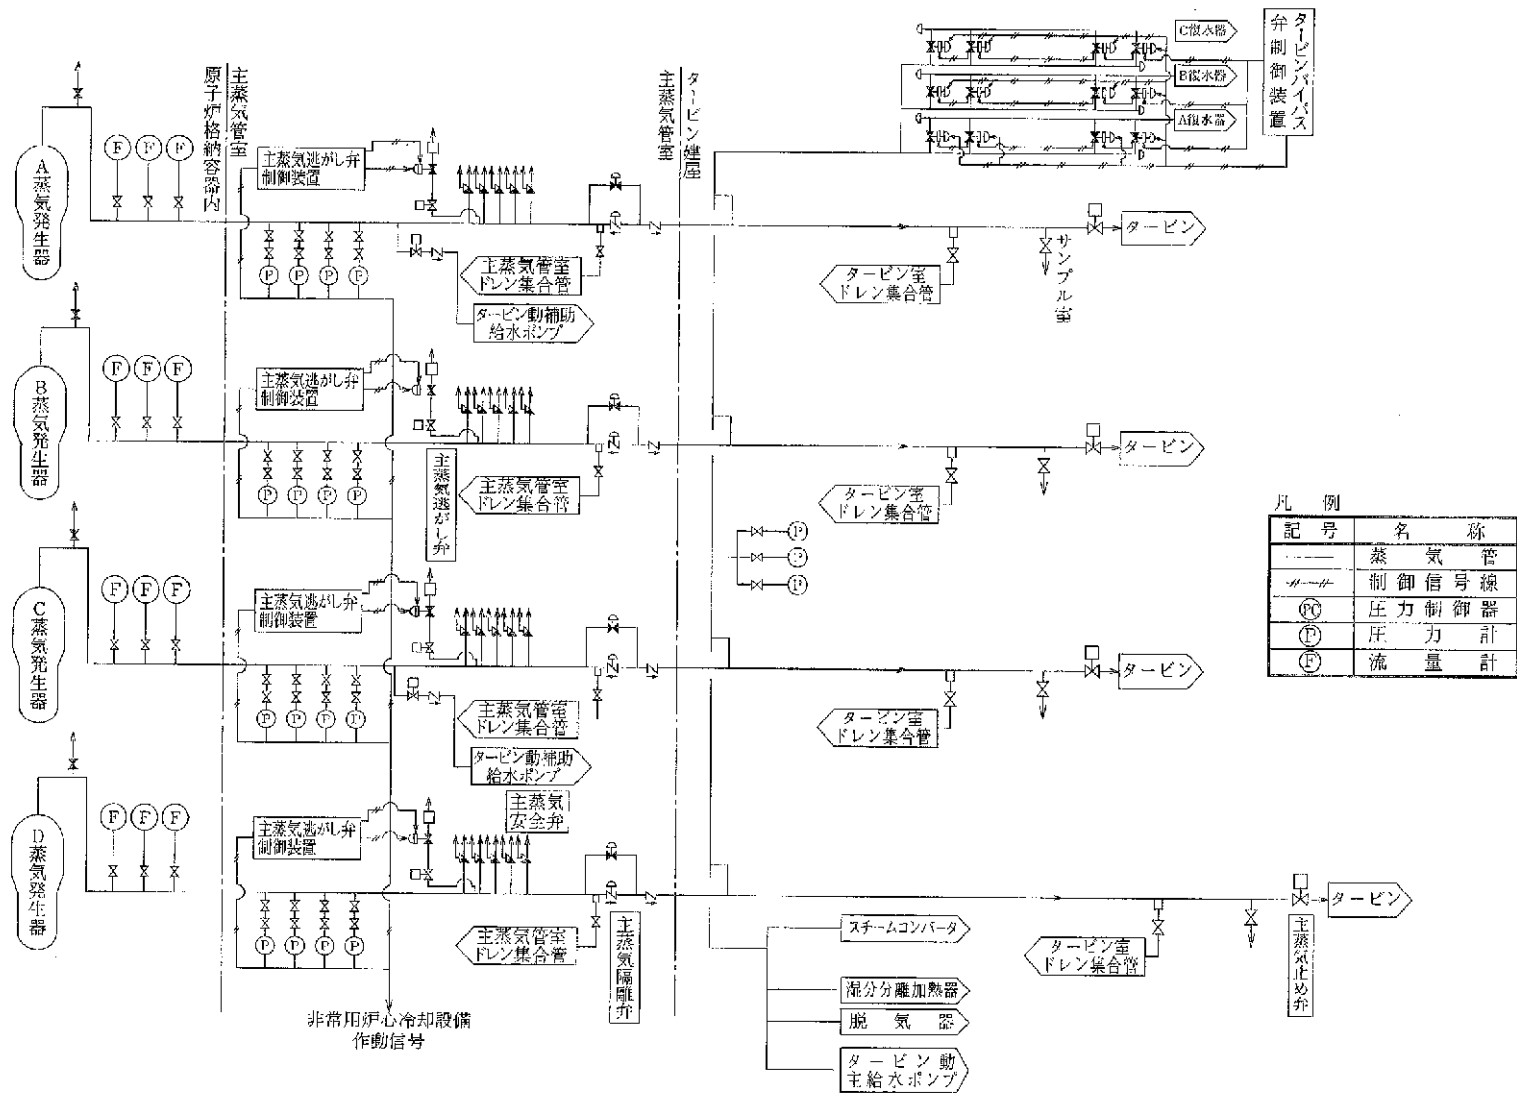 C復水器
B復水器
A復水器
タービンバイパス
弁制御装置
原子炉格納容器内
主蒸気管室
主蒸気管室
タービン建屋
A蒸気発生器
F F F
主蒸気逃がし弁
制御装置
P P P P
主蒸気管室
ドレン集合管
タービン動補助
給水ポンプ
タービン室
ドレン集合管
サンプル室
タービン
B蒸気発生器
F F F
主蒸気逃がし弁
制御装置
P P P P
主蒸気逃がし弁
主蒸気管室
ドレン集合管
タービン室
ドレン集合管
タービン
P
P
P
凡例
記号 名称
蒸気管
制御信号線
PC 圧力制御器
P 圧力計
F 流量計
C蒸気発生器
F F F
主蒸気逃がし弁
制御装置
P P P P
主蒸気管室
ドレン集合管
タービン動補助
給水ポンプ
タービン室
ドレン集合管
タービン
主蒸気
安全弁
D蒸気発生器
F F F
主蒸気逃がし弁
制御装置
P P P P
主蒸気管室
ドレン集合管
主蒸気隔離弁
タービン室
ドレン集合管
タービン
主蒸気止め弁
スチームコンバータ
湿分分離加熱器
脱気器
タービン動
主給水ポンプ
非常用炉心冷却設備
作動信号